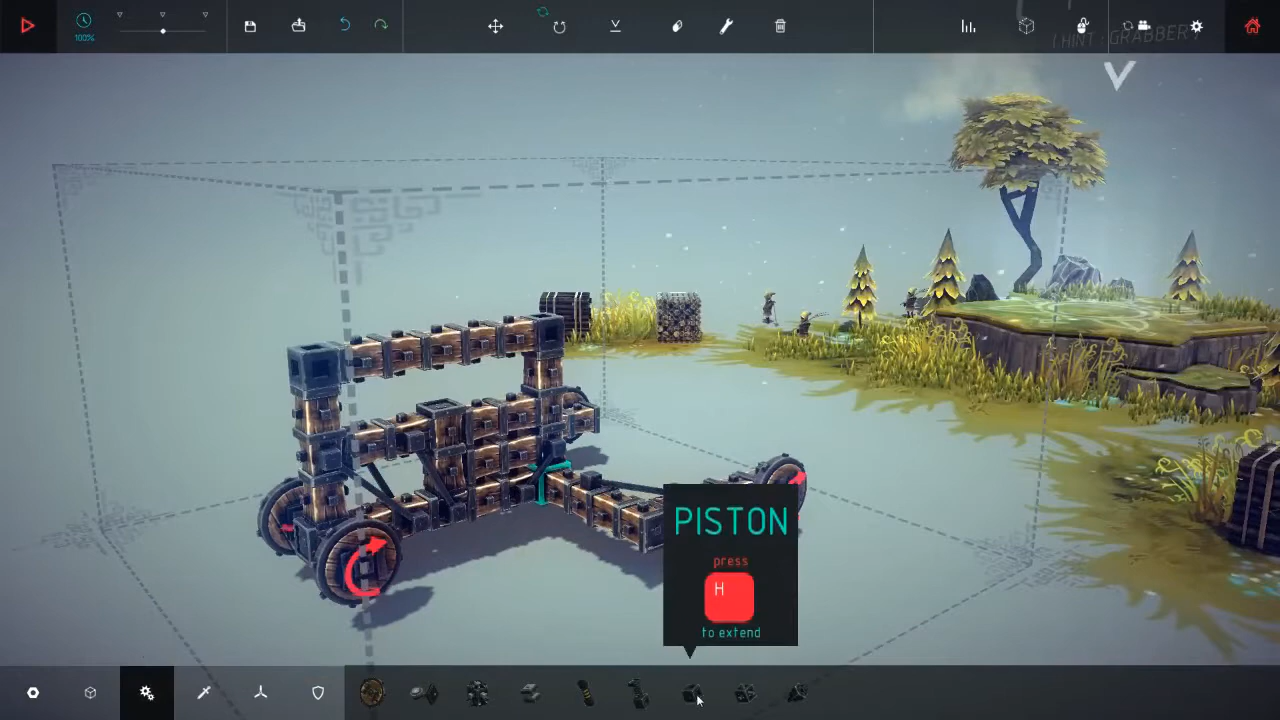 100%
( HINT : GRABBER )
PISTON
press
H
to extend